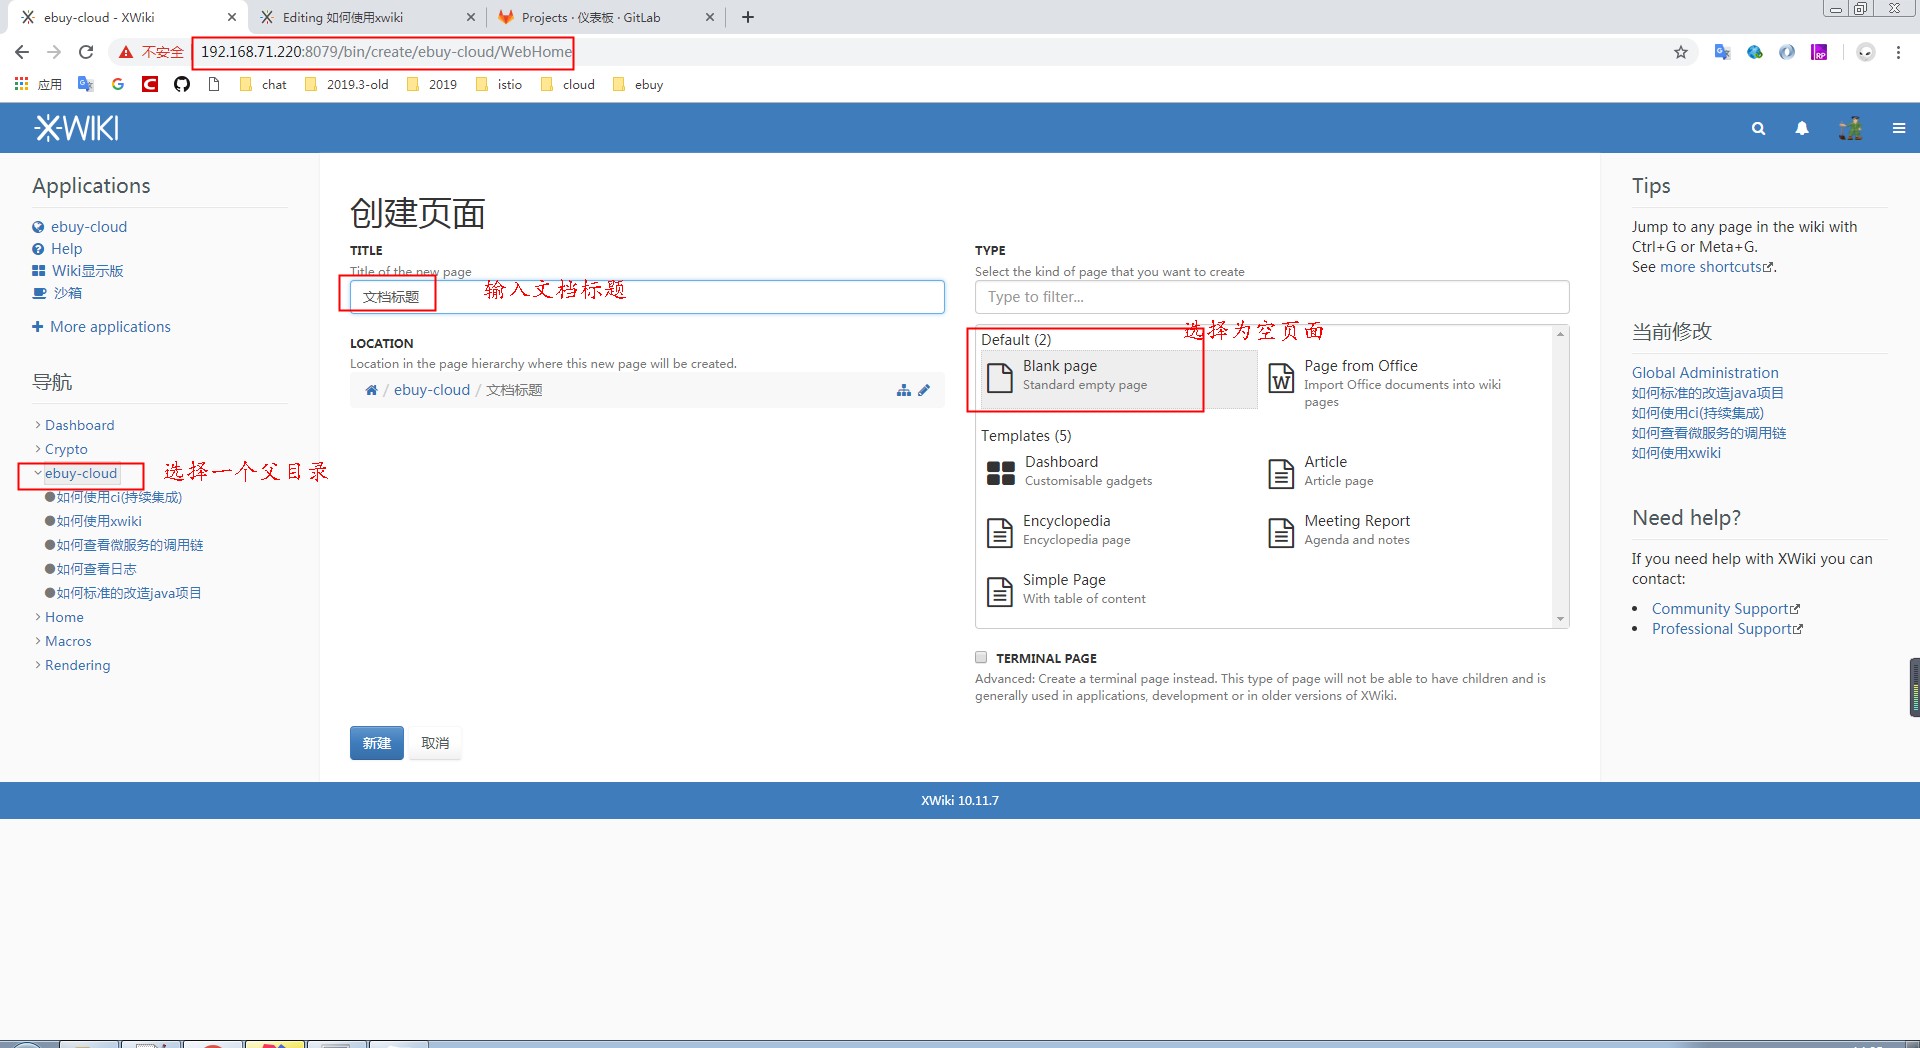 ebuy-cloud - XWiki
Editing 如何使用xwiki
Projects · 仪表板 · GitLab
不安全
192.168.71.220:8079/bin/create/ebuy-cloud/WebHome
应用
chat
2019.3-old
2019
istio
cloud
ebuy
XWIKI
Applications
ebuy-cloud
Help
Wiki显示版
沙箱
More applications
导航
Dashboard
Crypto
ebuy-cloud
选择一个父目录
如何使用ci(持续集成)
如何使用xwiki
如何查看微服务的调用链
如何查看日志
如何标准的改造java项目
Home
Macros
Rendering
创建页面
TITLE
Title of the new page
文档标题
输入文档标题
LOCATION
Location in the page hierarchy where this new page will be created.
/ ebuy-cloud / 文档标题
TYPE
Select the kind of page that you want to create
Type to filter...
选择为空页面
Default (2)
Blank page
Standard empty page
Page from Office
Import Office documents into wiki
pages
Templates (5)
Dashboard
Customisable gadgets
Article
Article page
Encyclopedia
Encyclopedia page
Meeting Report
Agenda and notes
Simple Page
With table of content
TERMINAL PAGE
Advanced: Create a terminal page instead. This type of page will not be able to have children and is
generally used in applications, development or in older versions of XWiki.
新建
取消
Tips
Jump to any page in the wiki with
Ctrl+G or Meta+G.
See more shortcuts.
当前修改
Global Administration
如何标准的改造java项目
如何使用ci(持续集成)
如何查看微服务的调用链
如何使用xwiki
Need help?
If you need help with XWiki you can
contact:
Community Support
Professional Support
XWiki 10.11.7